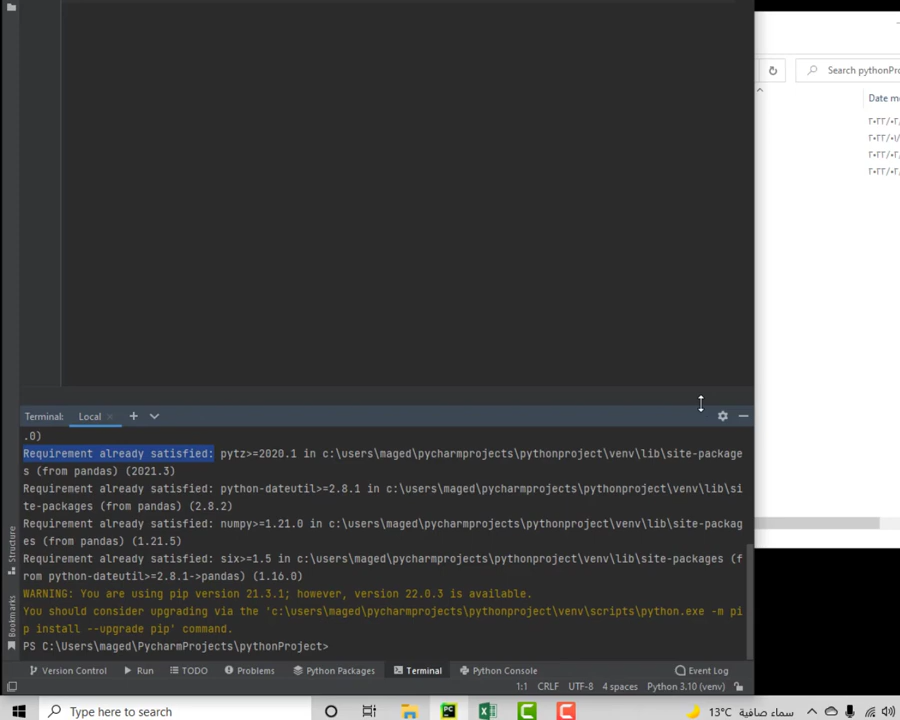 Search pythonPro
Date mo
Terminal:
Local
.0)
Requirement already satisfied: pytz>=2020.1 in c:\users\maged\pycharmprojects\pythonproject\venv\lib\site-package
s (from pandas) (2021.3)
Requirement already satisfied: python-dateutil>=2.8.1 in c:\users\maged\pycharmprojects\pythonproject\venv\lib\si
te-packages (from pandas) (2.8.2)
Requirement already satisfied: numpy>=1.21.0 in c:\users\maged\pycharmprojects\pythonproject\venv\lib\site-packag
es (from pandas) (1.21.5)
Requirement already satisfied: six>=1.5 in c:\users\maged\pycharmprojects\pythonproject\venv\lib\site-packages (f
rom python-dateutil>=2.8.1->pandas) (1.16.0)
WARNING: You are using pip version 21.3.1; however, version 22.0.3 is available.
You should consider upgrading via the 'c:\users\maged\pycharmprojects\pythonproject\venv\scripts\python.exe -m pi
p install --upgrade pip' command.
PS C:\Users\maged\PycharmProjects\pythonProject>
Structure
Bookmarks
Version Control Run TODO Problems Python Packages Terminal Python Console Event Log
1:1 CRLF UTF-8 4 spaces Python 3.10 (venv)
Type here to search
13°C سماء صافية